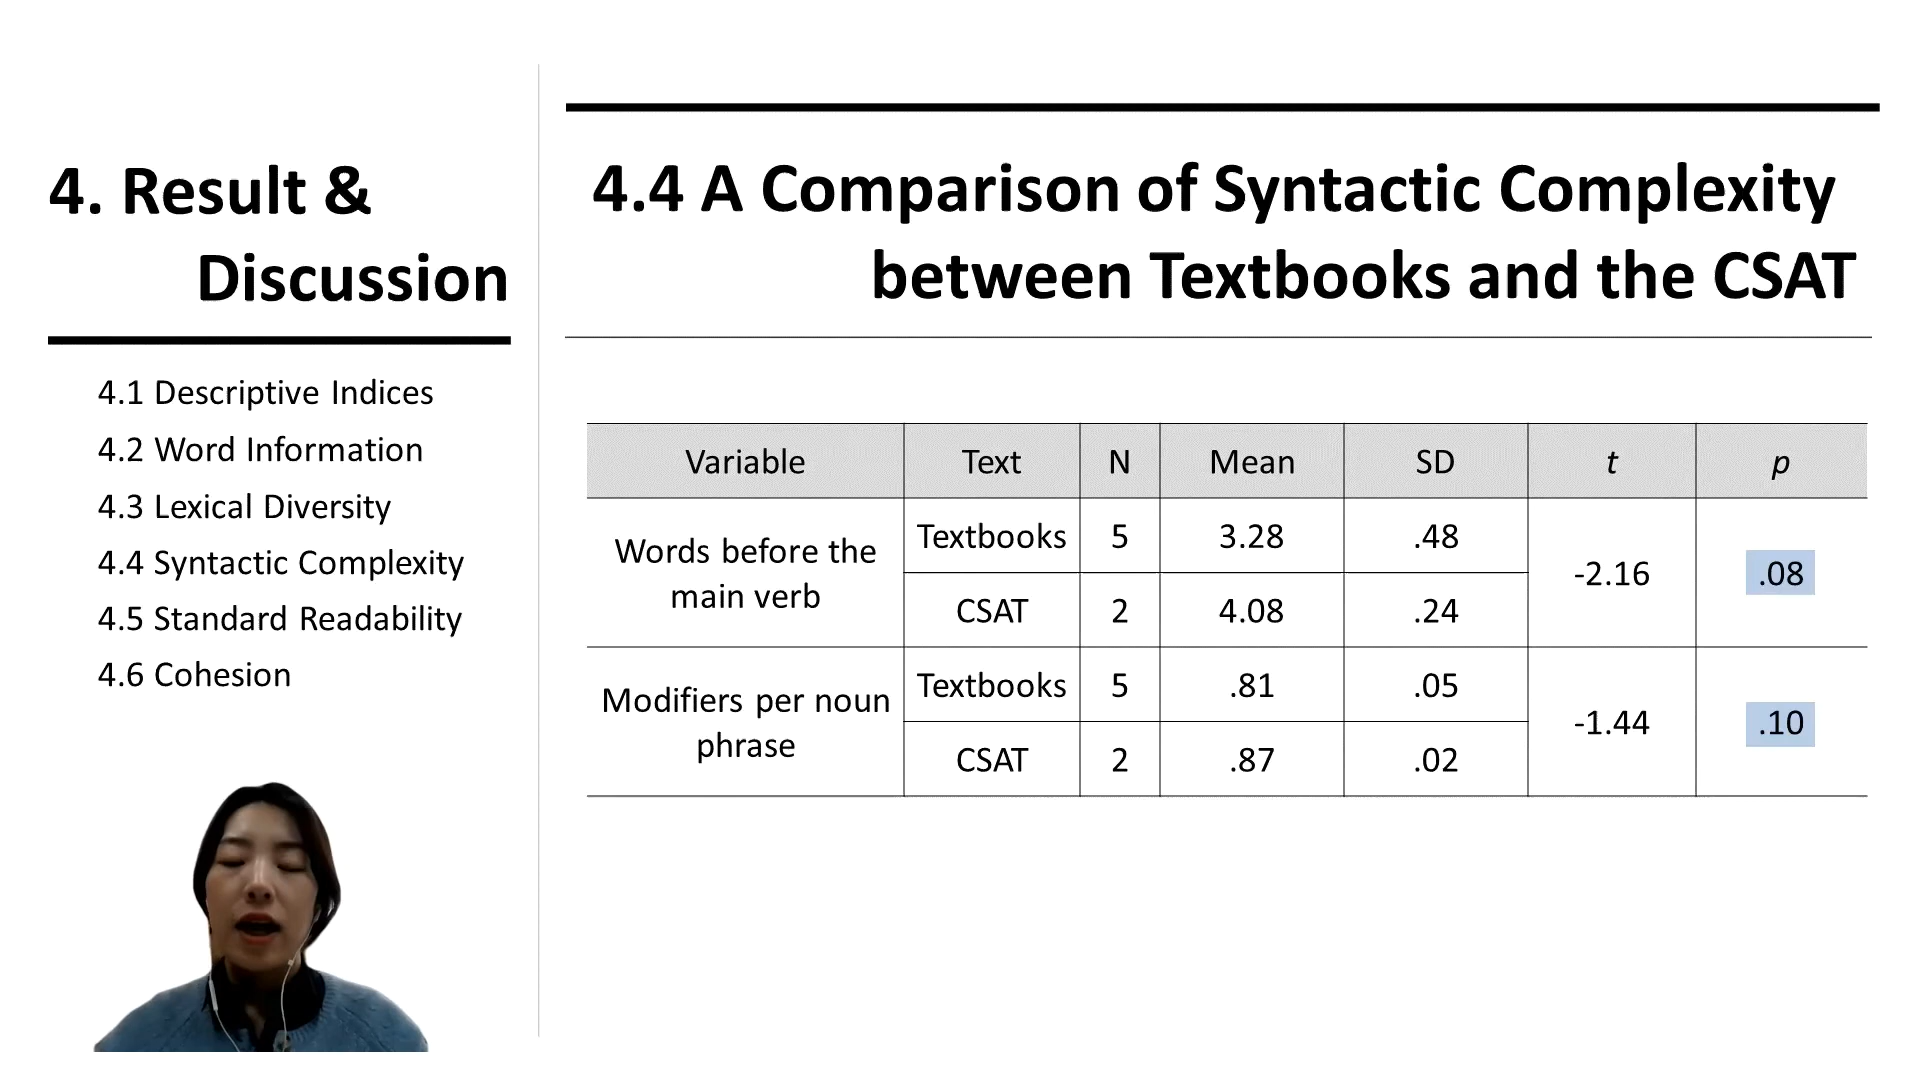 4. Result &
Discussion
4.1 Descriptive Indices
4.2 Word Information
4.3 Lexical Diversity
4.4 Syntactic Complexity
4.5 Standard Readability
4.6 Cohesion
4.4 A Comparison of Syntactic Complexity
between Textbooks and the CSAT
Variable Text N Mean SD t p
Words before the
main verb
Textbooks 5 3.28 .48
CSAT 2 4.08 .24
-2.16 .08
Modifiers per noun
phrase
Textbooks 5 .81 .05
CSAT 2 .87 .02
-1.44 .10